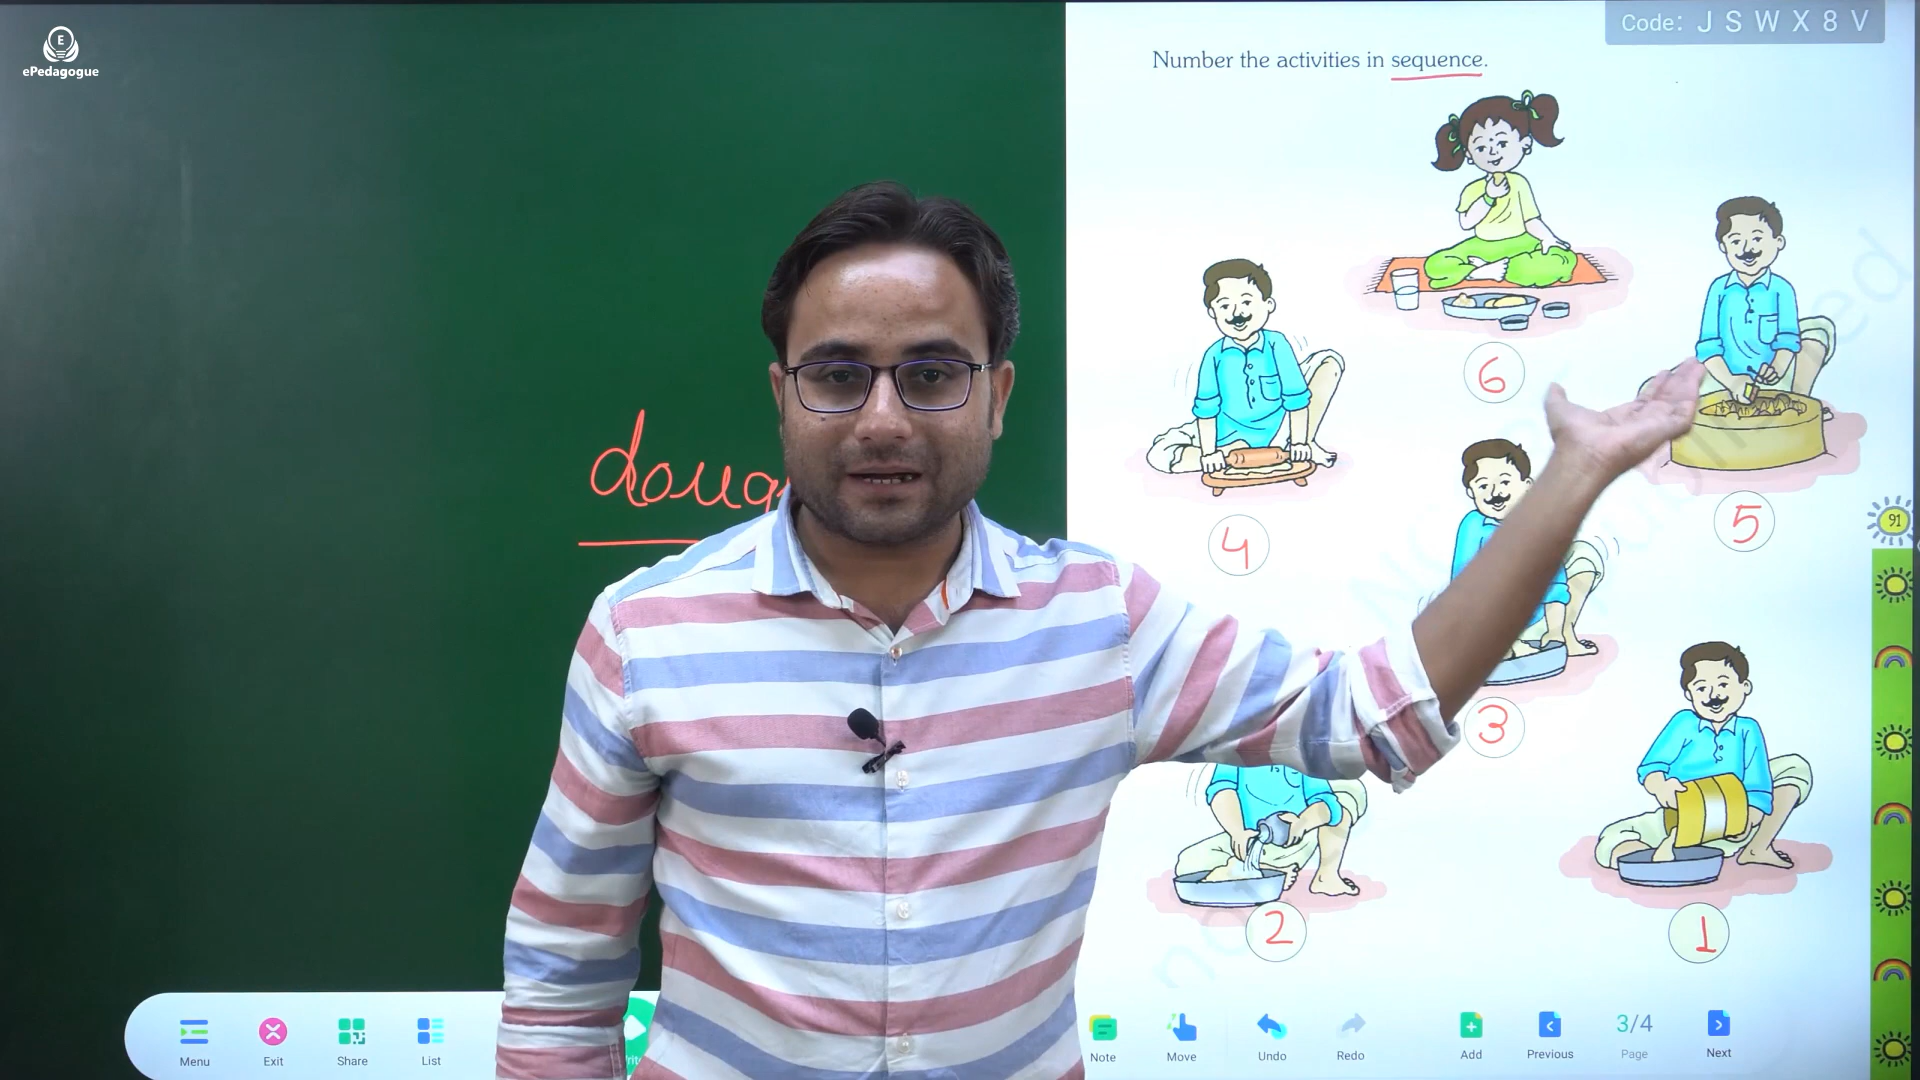 ePedagogue
Code: J S W X 8 V
Number the activities in sequence.
6
5
4
3
2
1
91
Menu
Exit
Share
List
Note
Move
Undo
Redo
Add
Previous
3/4
Page
Next